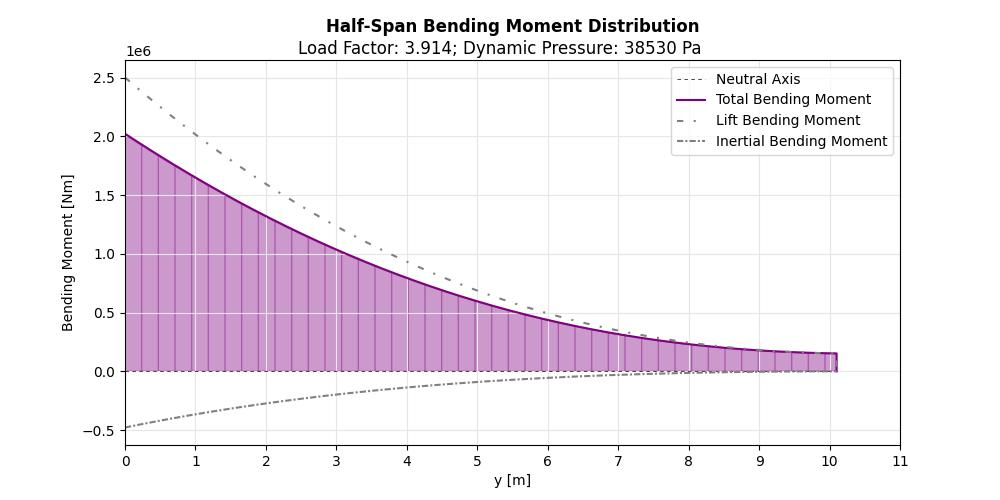 Half-Span Bending Moment Distribution
Load Factor: 3.914; Dynamic Pressure: 38530 Pa
1e6
Neutral Axis
Total Bending Moment
Lift Bending Moment
Inertial Bending Moment
2.5
2.0
1.5
1.0
0.5
0.0
−0.5
Bending Moment [Nm]
0 1 2 3 4 5 6 7 8 9 10 11
y [m]